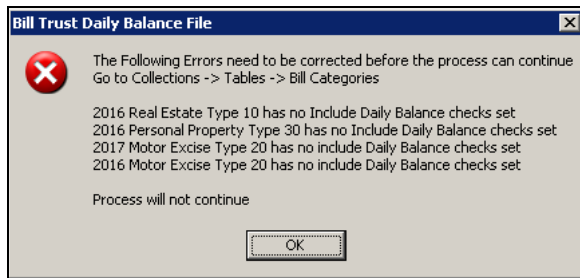 Bill Trust Daily Balance File
The Following Errors need to be corrected before the process can continue
Go to Collections -> Tables -> Bill Categories
2016 Real Estate Type 10 has no Include Daily Balance checks set
2016 Personal Property Type 30 has no Include Daily Balance checks set
2017 Motor Excise Type 20 has no include Daily Balance checks set
2016 Motor Excise Type 20 has no include Daily Balance checks set
Process will not continue
OK